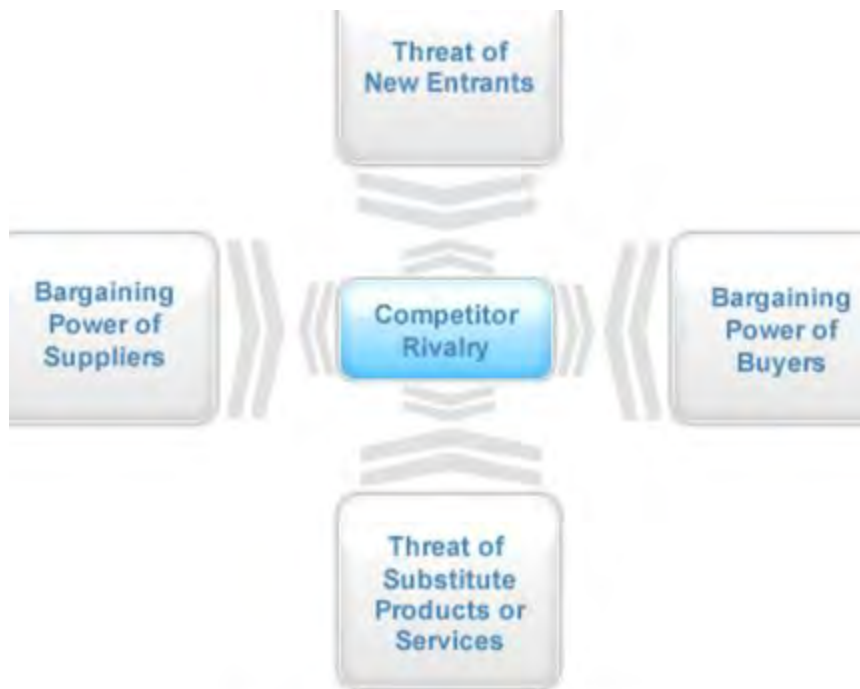 Threat of
New Entrants
Bargaining
Power of
Suppliers
Competitor
Rivalry
Bargaining
Power of
Buyers
Threat of
Substitute
Products or
Services